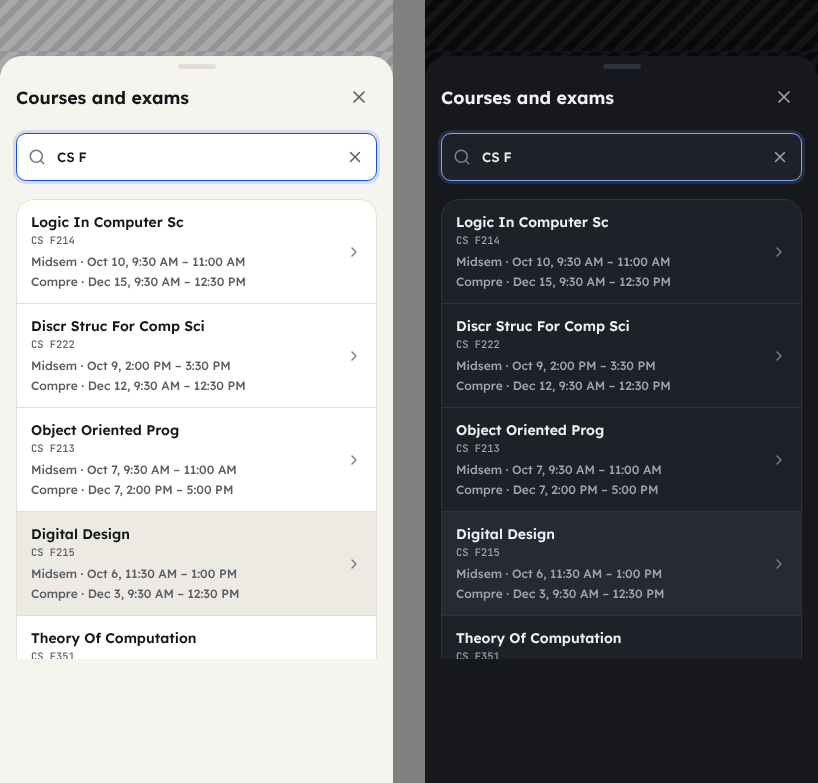 Courses and exams
CS F
Logic In Computer Sc
CS F214
Midsem · Oct 10, 9:30 AM – 11:00 AM
Compre · Dec 15, 9:30 AM – 12:30 PM
Discr Struc For Comp Sci
CS F222
Midsem · Oct 9, 2:00 PM – 3:30 PM
Compre · Dec 12, 9:30 AM – 12:30 PM
Object Oriented Prog
CS F213
Midsem · Oct 7, 9:30 AM – 11:00 AM
Compre · Dec 7, 2:00 PM – 5:00 PM
Digital Design
CS F215
Midsem · Oct 6, 11:30 AM – 1:00 PM
Compre · Dec 3, 9:30 AM – 12:30 PM
Theory Of Computation
CS F351
Courses and exams
CS F
Logic In Computer Sc
CS F214
Midsem · Oct 10, 9:30 AM – 11:00 AM
Compre · Dec 15, 9:30 AM – 12:30 PM
Discr Struc For Comp Sci
CS F222
Midsem · Oct 9, 2:00 PM – 3:30 PM
Compre · Dec 12, 9:30 AM – 12:30 PM
Object Oriented Prog
CS F213
Midsem · Oct 7, 9:30 AM – 11:00 AM
Compre · Dec 7, 2:00 PM – 5:00 PM
Digital Design
CS F215
Midsem · Oct 6, 11:30 AM – 1:00 PM
Compre · Dec 3, 9:30 AM – 12:30 PM
Theory Of Computation
CS F351